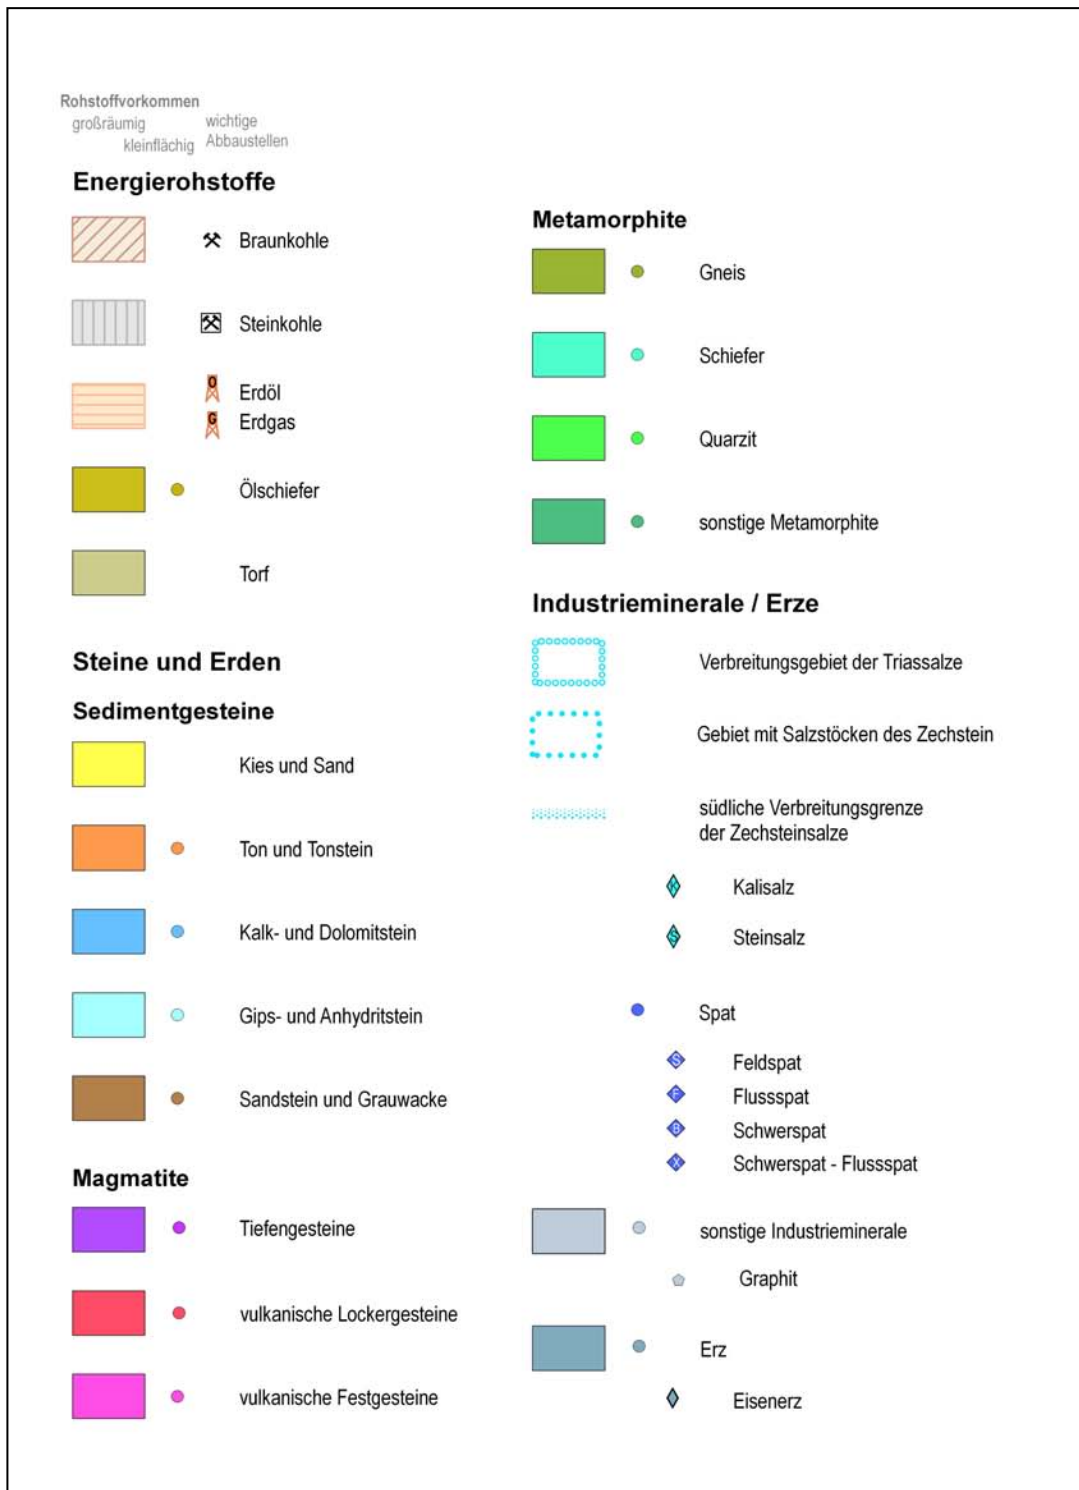 Rohstoffvorkommen
großräumig
kleinflächig
wichtige
Abbaustellen
Energierohstoffe
Braunkohle
Steinkohle
O
Erdöl
G
Erdgas
Ölschiefer
Torf
Steine und Erden
Sedimentgesteine
Kies und Sand
Ton und Tonstein
Kalk- und Dolomitstein
Gips- und Anhydritstein
Sandstein und Grauwacke
Magmatite
Tiefengesteine
vulkanische Lockergesteine
vulkanische Festgesteine
Metamorphite
Gneis
Schiefer
Quarzit
sonstige Metamorphite
Industrieminerale / Erze
Verbreitungsgebiet der Triassalze
Gebiet mit Salzstöcken des Zechstein
südliche Verbreitungsgrenze
der Zechsteinsalze
K Kalisalz
S Steinsalz
Spat
S Feldspat
F Flussspat
B Schwerspat
X Schwerspat - Flussspat
sonstige Industrieminerale
Graphit
Erz
Eisenerz